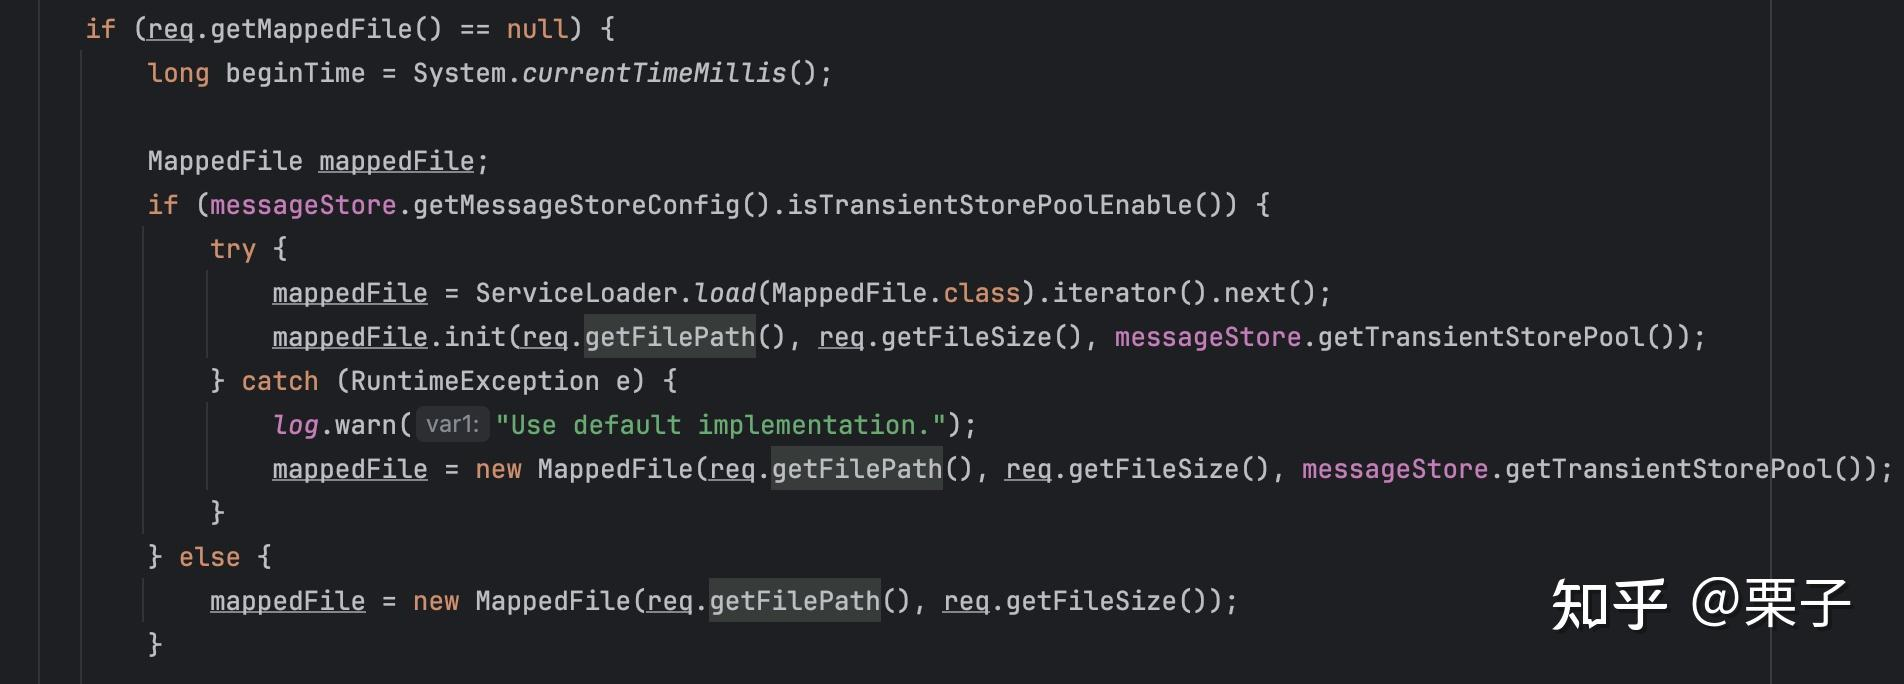 if (req.getMappedFile() == null) {
long beginTime = System.currentTimeMillis();
MappedFile mappedFile;
if (messageStore.getMessageStoreConfig().isTransientStorePoolEnable()) {
try {
mappedFile = ServiceLoader.load(MappedFile.class).iterator().next();
mappedFile.init(req.getFilePath(), req.getFileSize(), messageStore.getTransientStorePool());
} catch (RuntimeException e) {
log.warn( var1: "Use default implementation.");
mappedFile = new MappedFile(req.getFilePath(), req.getFileSize(), messageStore.getTransientStorePool());
}
} else {
mappedFile = new MappedFile(req.getFilePath(), req.getFileSize());
}
知乎 @栗子